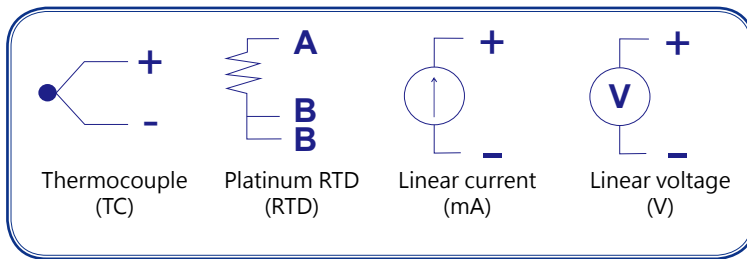 +
-
A
B
B
+
−
V
+
−
Thermocouple
(TC)
Platinum RTD
(RTD)
Linear current
(mA)
Linear voltage
(V)